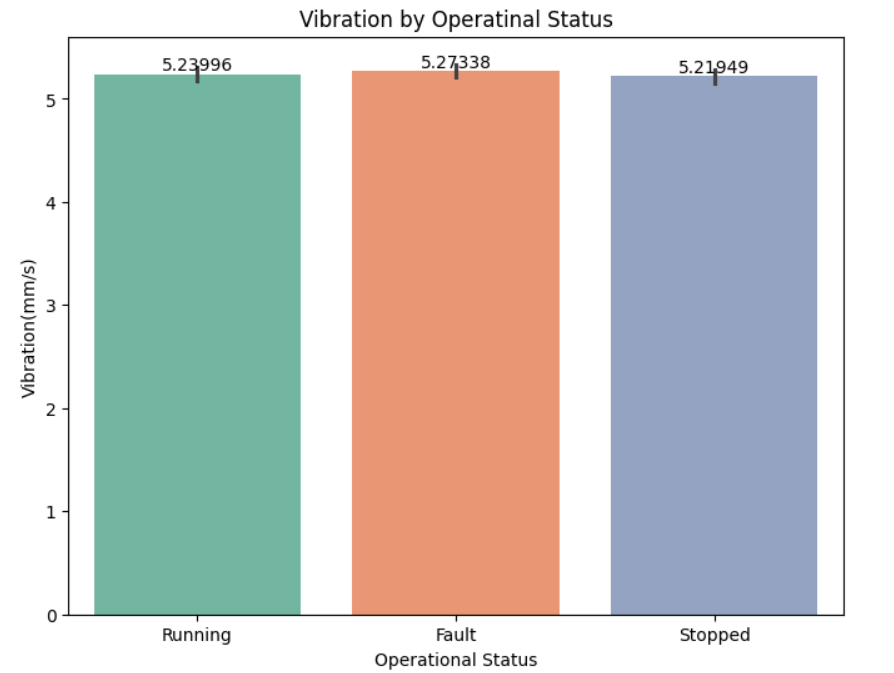 Vibration by Operatinal Status
5.23996
5.27338
5.21949
Vibration(mm/s)
5
4
3
2
1
0
Running
Fault
Stopped
Operational Status